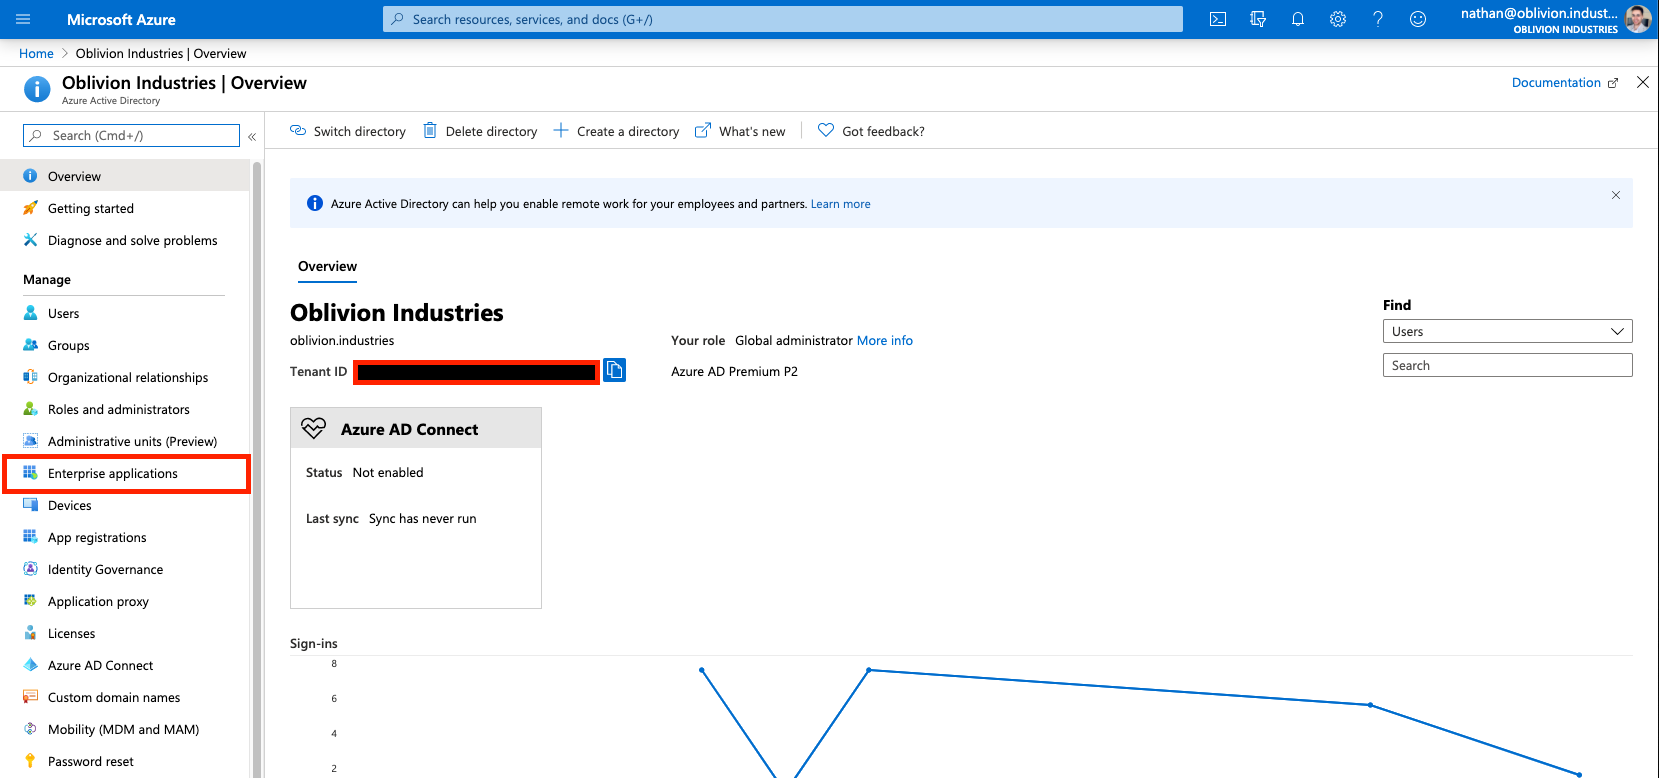 Microsoft Azure
Search resources, services, and docs (G+/)
nathan@oblivion.indust...
OBLIVION INDUSTRIES
Home > Oblivion Industries | Overview
Oblivion Industries | Overview
Azure Active Directory
Documentation
Search (Cmd+/)
«
Overview
Getting started
Diagnose and solve problems
Manage
Users
Groups
Organizational relationships
Roles and administrators
Administrative units (Preview)
Enterprise applications
Devices
App registrations
Identity Governance
Application proxy
Licenses
Azure AD Connect
Custom domain names
Mobility (MDM and MAM)
Password reset
Switch directory
Delete directory
Create a directory
What's new
Got feedback?
Azure Active Directory can help you enable remote work for your employees and partners. Learn more
Overview
Oblivion Industries
oblivion.industries
Tenant ID
Your role Global administrator More info
Azure AD Premium P2
Find
Users
Search
Azure AD Connect
Status Not enabled
Last sync Sync has never run
Sign-ins
8
6
4
2